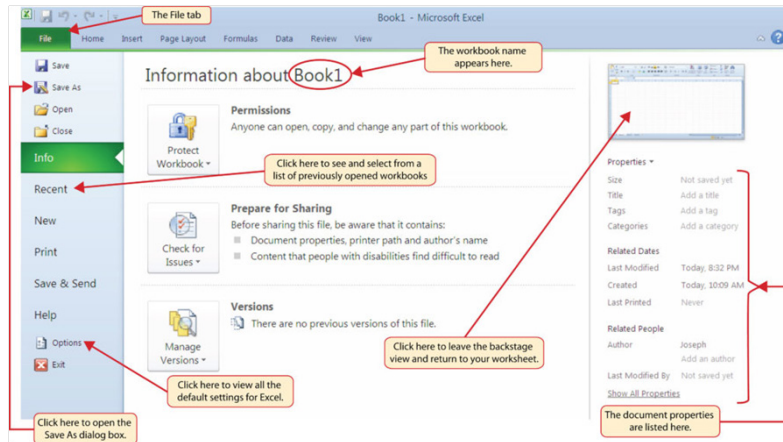 The File tab
Book1 - Microsoft Excel
File Home Insert Page Layout Formulas Data Review View
The workbook name
appears here.
Save
Save As
Open
Close
Info
Recent
New
Print
Save & Send
Help
Options
Exit
Information about Book1
Protect
Workbook
Permissions
Anyone can open, copy, and change any part of this workbook.
Click here to see and select from a
list of previously opened workbooks
Check for
Issues
Prepare for Sharing
Before sharing this file, be aware that it contains:
Document properties, printer path and author's name
Content that people with disabilities find difficult to read
Manage
Versions
Versions
There are no previous versions of this file.
Click here to leave the backstage
view and return to your worksheet.
Click here to view all the
default settings for Excel.
Click here to open the
Save As dialog box.
Properties
Size Not saved yet
Title Add a title
Tags Add a tag
Categories Add a category
Related Dates
Last Modified Today, 8:32 PM
Created Today, 10:09 AM
Last Printed Never
Related People
Author Joseph
Add an author
Last Modified By Not saved yet
Show All Properties
The document properties
are listed here.